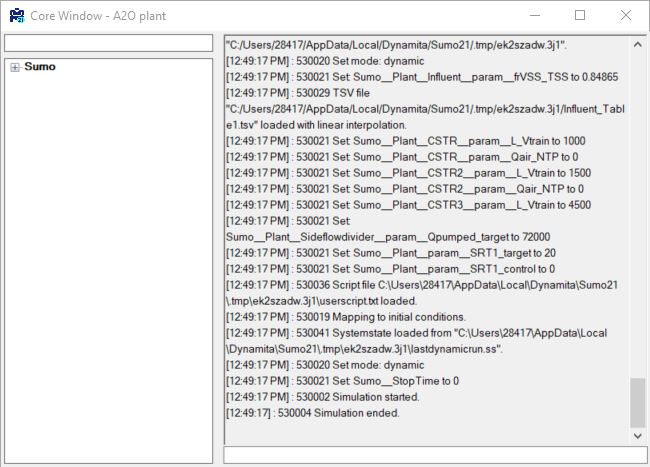 Core Window - A2O plant
Sumo
"C:/Users/28417/AppData/Local/Dynamita/Sumo21/.tmp/ek2szadw.3j1".
[12:49:17 PM] : 530020 Set mode: dynamic
[12:49:17 PM] : 530021 Set: Sumo__Plant__Influent__param__frVSS_TSS to 0.84865
[12:49:17 PM] : 530029 TSV file
"C:/Users/28417/AppData/Local/Dynamita/Sumo21/.tmp/ek2szadw.3j1/Influent_Tabl
e1.tsv" loaded with linear interpolation.
[12:49:17 PM] : 530021 Set: Sumo__Plant__CSTR__param__L_Vtrain to 1000
[12:49:17 PM] : 530021 Set: Sumo__Plant__CSTR__param__Qair_NTP to 0
[12:49:17 PM] : 530021 Set: Sumo__Plant__CSTR2__param__L_Vtrain to 1500
[12:49:17 PM] : 530021 Set: Sumo__Plant__CSTR2__param__Qair_NTP to 0
[12:49:17 PM] : 530021 Set: Sumo__Plant__CSTR3__param__L_Vtrain to 4500
[12:49:17 PM] : 530021 Set:
Sumo__Plant__Sideflowdivider__param__Qpumped_target to 72000
[12:49:17 PM] : 530021 Set: Sumo__Plant__param__SRT1_target to 20
[12:49:17 PM] : 530021 Set: Sumo__Plant__param__SRT1_control to 0
[12:49:17 PM] : 530036 Script file C:\Users\28417\AppData\Local\Dynamita\Sumo21
\.tmp\ek2szadw.3j1\userscript.txt loaded.
[12:49:17 PM] : 530019 Mapping to initial conditions.
[12:49:17 PM] : 530041 Systemstate loaded from "C:\Users\28417\AppData\Local
\Dynamita\Sumo21\.tmp\ek2szadw.3j1\lastdynamicrun.ss".
[12:49:17 PM] : 530020 Set mode: dynamic
[12:49:17 PM] : 530021 Set: Sumo__StopTime to 0
[12:49:17 PM] : 530002 Simulation started.
[12:49:17] : 530004 Simulation ended.